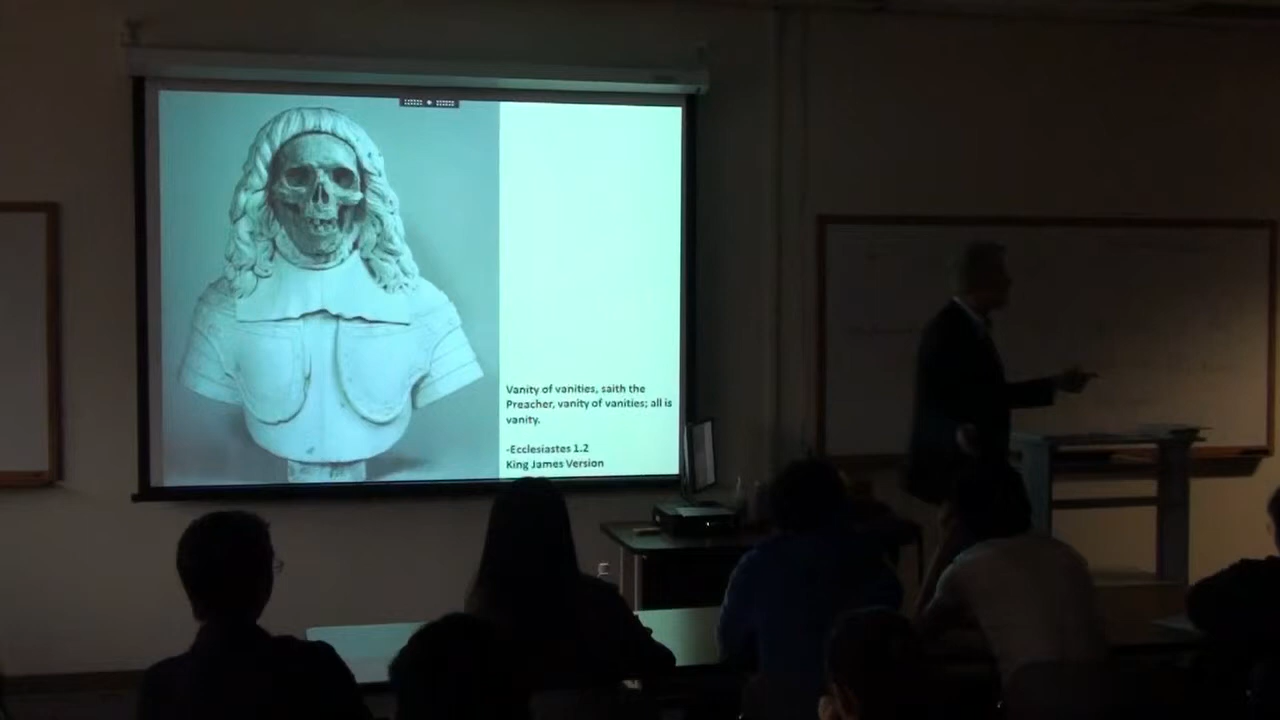 Vanity of vanities, saith the
Preacher, vanity of vanities; all is
vanity.
-Ecclesiastes 1.2
King James Version